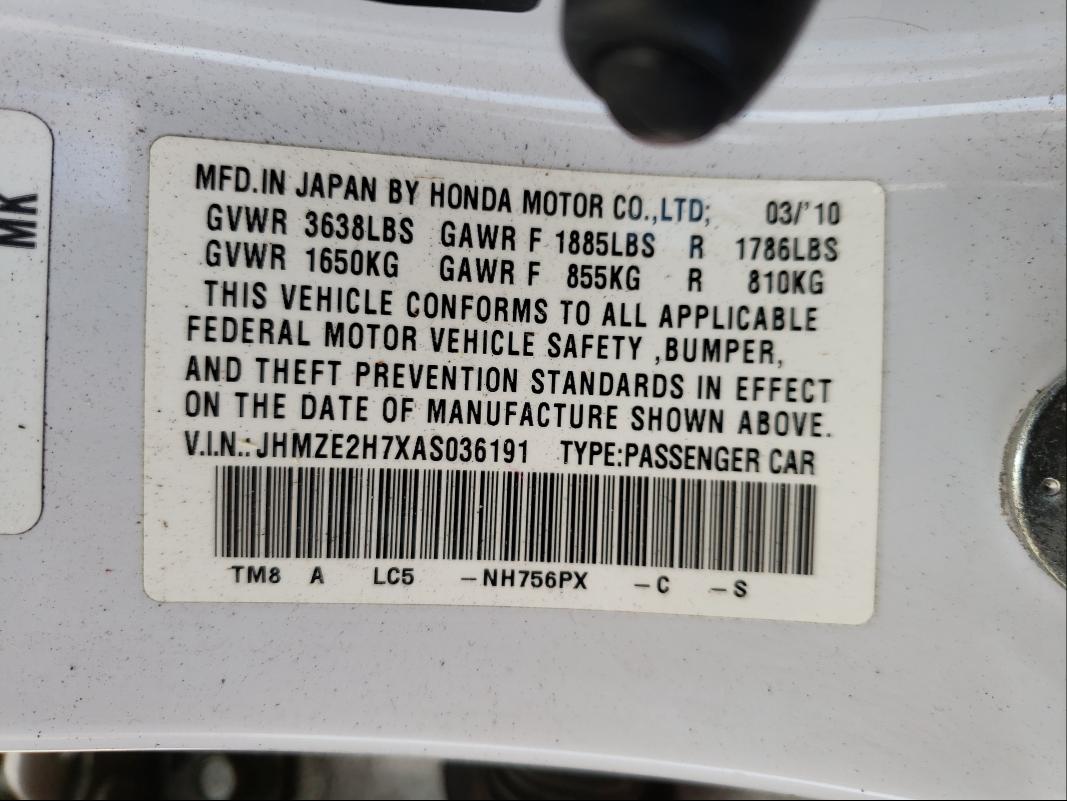 MK
MFD.IN JAPAN BY HONDA MOTOR CO.,LTD; 03/'10
GVWR 3638LBS GAWR F 1885LBS R 1786LBS
GVWR 1650KG GAWR F 855KG R 810KG
THIS VEHICLE CONFORMS TO ALL APPLICABLE
FEDERAL MOTOR VEHICLE SAFETY ,BUMPER,
AND THEFT PREVENTION STANDARDS IN EFFECT
ON THE DATE OF MANUFACTURE SHOWN ABOVE.
V.I.N.: JHMZE2H7XAS036191 TYPE:PASSENGER CAR
TM8 A LC5 –NH756PX –C –S